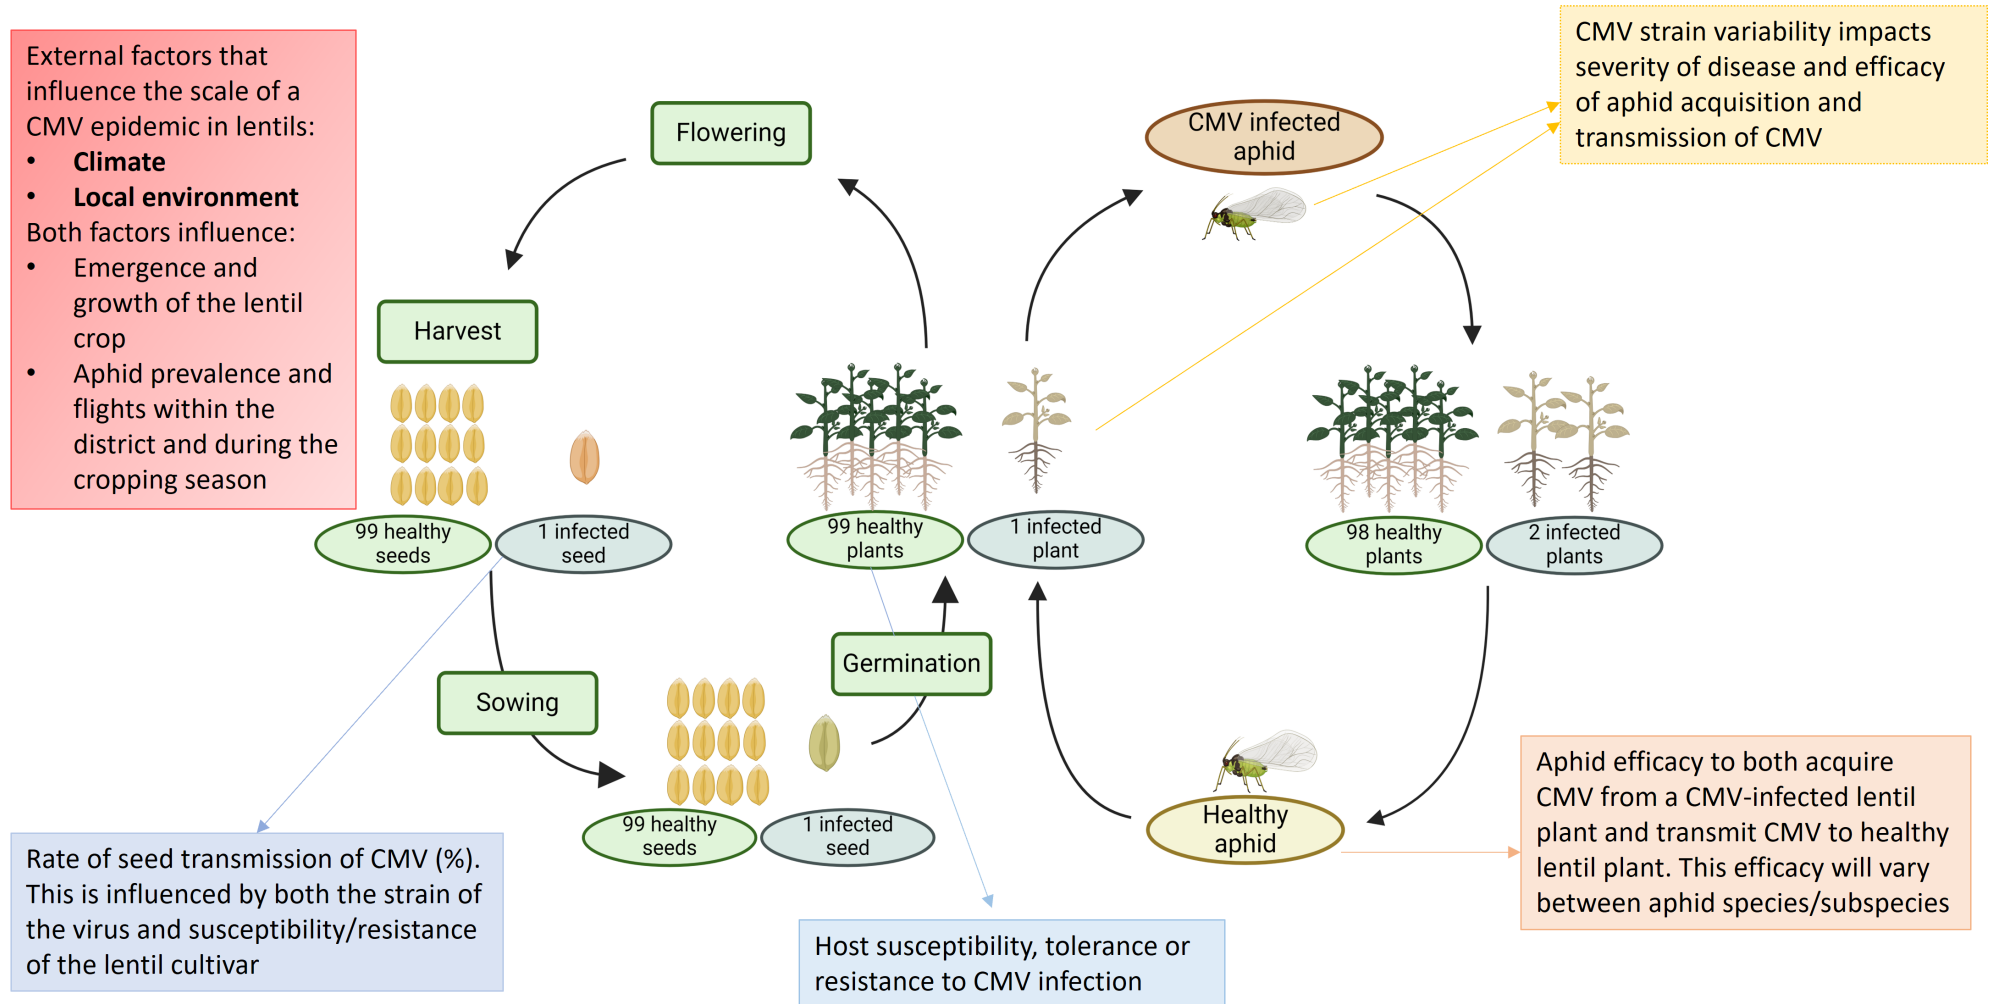 External factors that
influence the scale of a
CMV epidemic in lentils:
• Climate
• Local environment
Both factors influence:
• Emergence and
growth of the lentil
crop
• Aphid prevalence and
flights within the
district and during the
cropping season
Flowering
CMV infected
aphid
CMV strain variability impacts
severity of disease and efficacy
of aphid acquisition and
transmission of CMV
Harvest
99 healthy
seeds
1 infected
seed
99 healthy
plants
1 infected
plant
98 healthy
plants
2 infected
plants
Sowing
Germination
99 healthy
seeds
1 infected
seed
Healthy
aphid
Aphid efficacy to both acquire
CMV from a CMV-infected lentil
plant and transmit CMV to healthy
lentil plant. This efficacy will vary
between aphid species/subspecies
Rate of seed transmission of CMV (%).
This is influenced by both the strain of
the virus and susceptibility/resistance
of the lentil cultivar
Host susceptibility, tolerance or
resistance to CMV infection